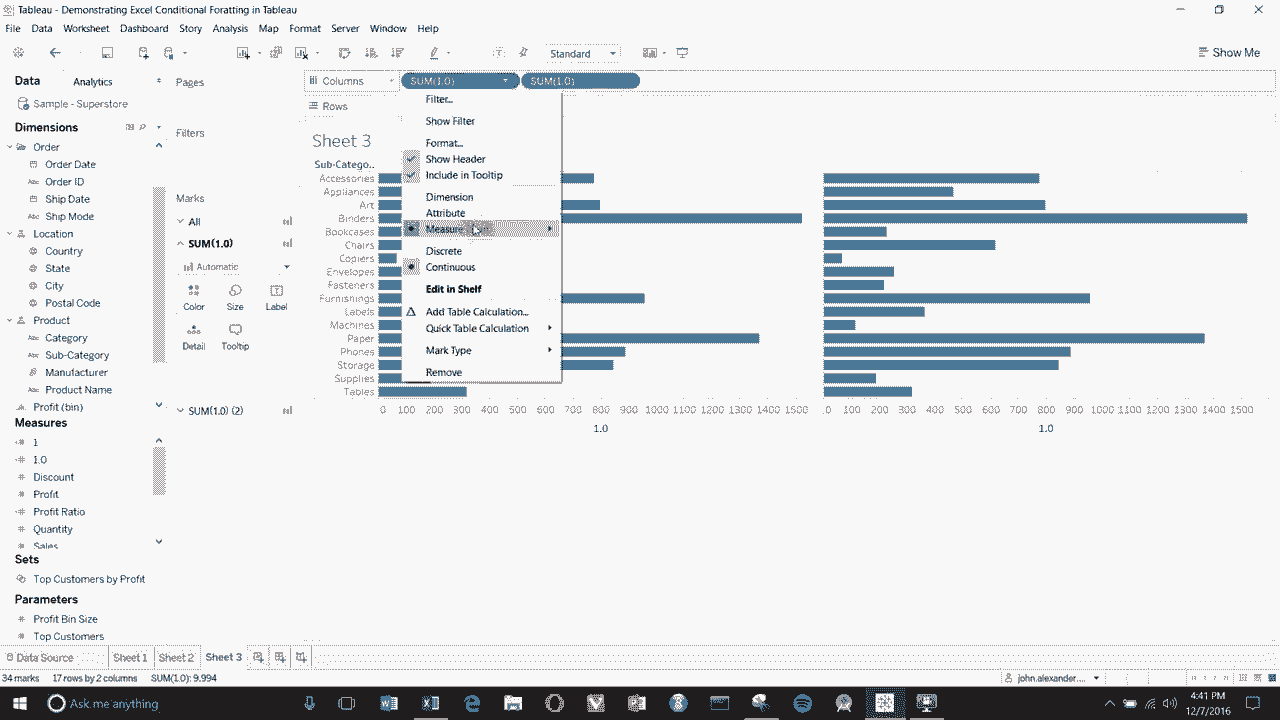 Tableau - Demonstrating Excel Conditional Foratting in Tableau
File Data Worksheet Dashboard Story Analysis Map Format Server Window Help
Standard
Show Me
Data
Analytics
Sample - Superstore
Dimensions
Order
Order Date
Order ID
Ship Date
Ship Mode
Location
Country
State
City
Postal Code
Product
Category
Sub-Category
Manufacturer
Product Name
Profit (bin)
Measures
1
1.0
Discount
Profit
Profit Ratio
Quantity
Sales
Sets
Top Customers by Profit
Parameters
Profit Bin Size
Top Customers
Pages
Filters
Marks
All
SUM(1.0)
Automatic
Color Size Label
Detail Tooltip
SUM(1.0) (2)
Columns SUM(1.0) SUM(1.0)
Rows
Filter...
Show Filter
Format...
Show Header
Include in Tooltip
Dimension
Attribute
Measure
Discrete
Continuous
Edit in Shelf
Add Table Calculation...
Quick Table Calculation
Mark Type
Remove
Sheet 3
Sub-Catego..
Accessories
Appliances
Art
Binders
Bookcases
Chairs
Copiers
Envelopes
Fasteners
Furnishings
Labels
Machines
Paper
Phones
Storage
Supplies
Tables
0 100 200 300 400 500 600 700 800 900 1000 1100 1200 1300 1400 1500
0 100 200 300 400 500 600 700 800 900 1000 1100 1200 1300 1400 1500
1.0 1.0
Data Source Sheet 1 Sheet 2 Sheet 3
34 marks 17 rows by 2 columns SUM(1.0): 9,994
john.alexander....
Ask me anything
4:41 PM
12/7/2016